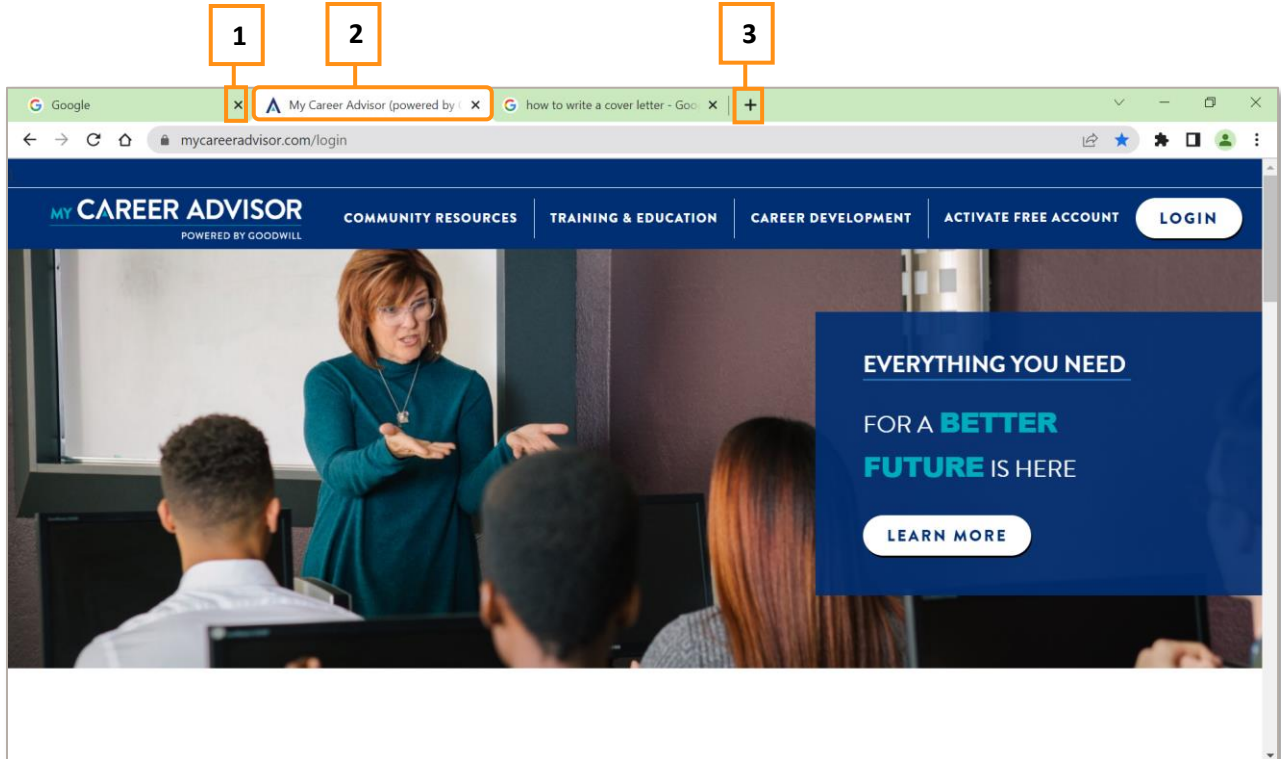 1 2 3
Google My Career Advisor (powered by how to write a cover letter - Goo
mycareeradvisor.com/login
MY CAREER ADVISOR
POWERED BY GOODWILL
COMMUNITY RESOURCES TRAINING & EDUCATION CAREER DEVELOPMENT ACTIVATE FREE ACCOUNT LOGIN
EVERYTHING YOU NEED
FOR A BETTER
FUTURE IS HERE
LEARN MORE